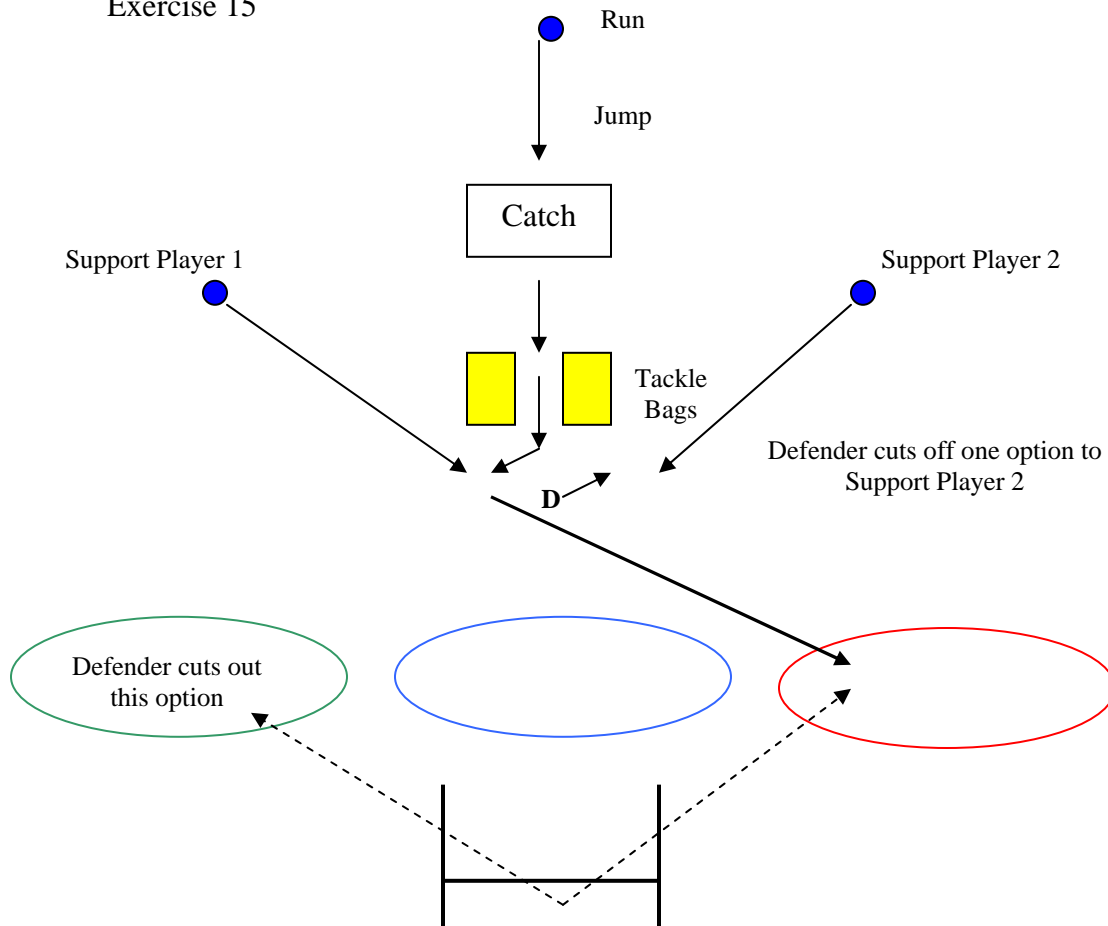 Exercise 15
Run
Jump
Catch
Support Player 1
Support Player 2
Tackle
Bags
Defender cuts off one option to
Support Player 2
D
Defender cuts out
this option